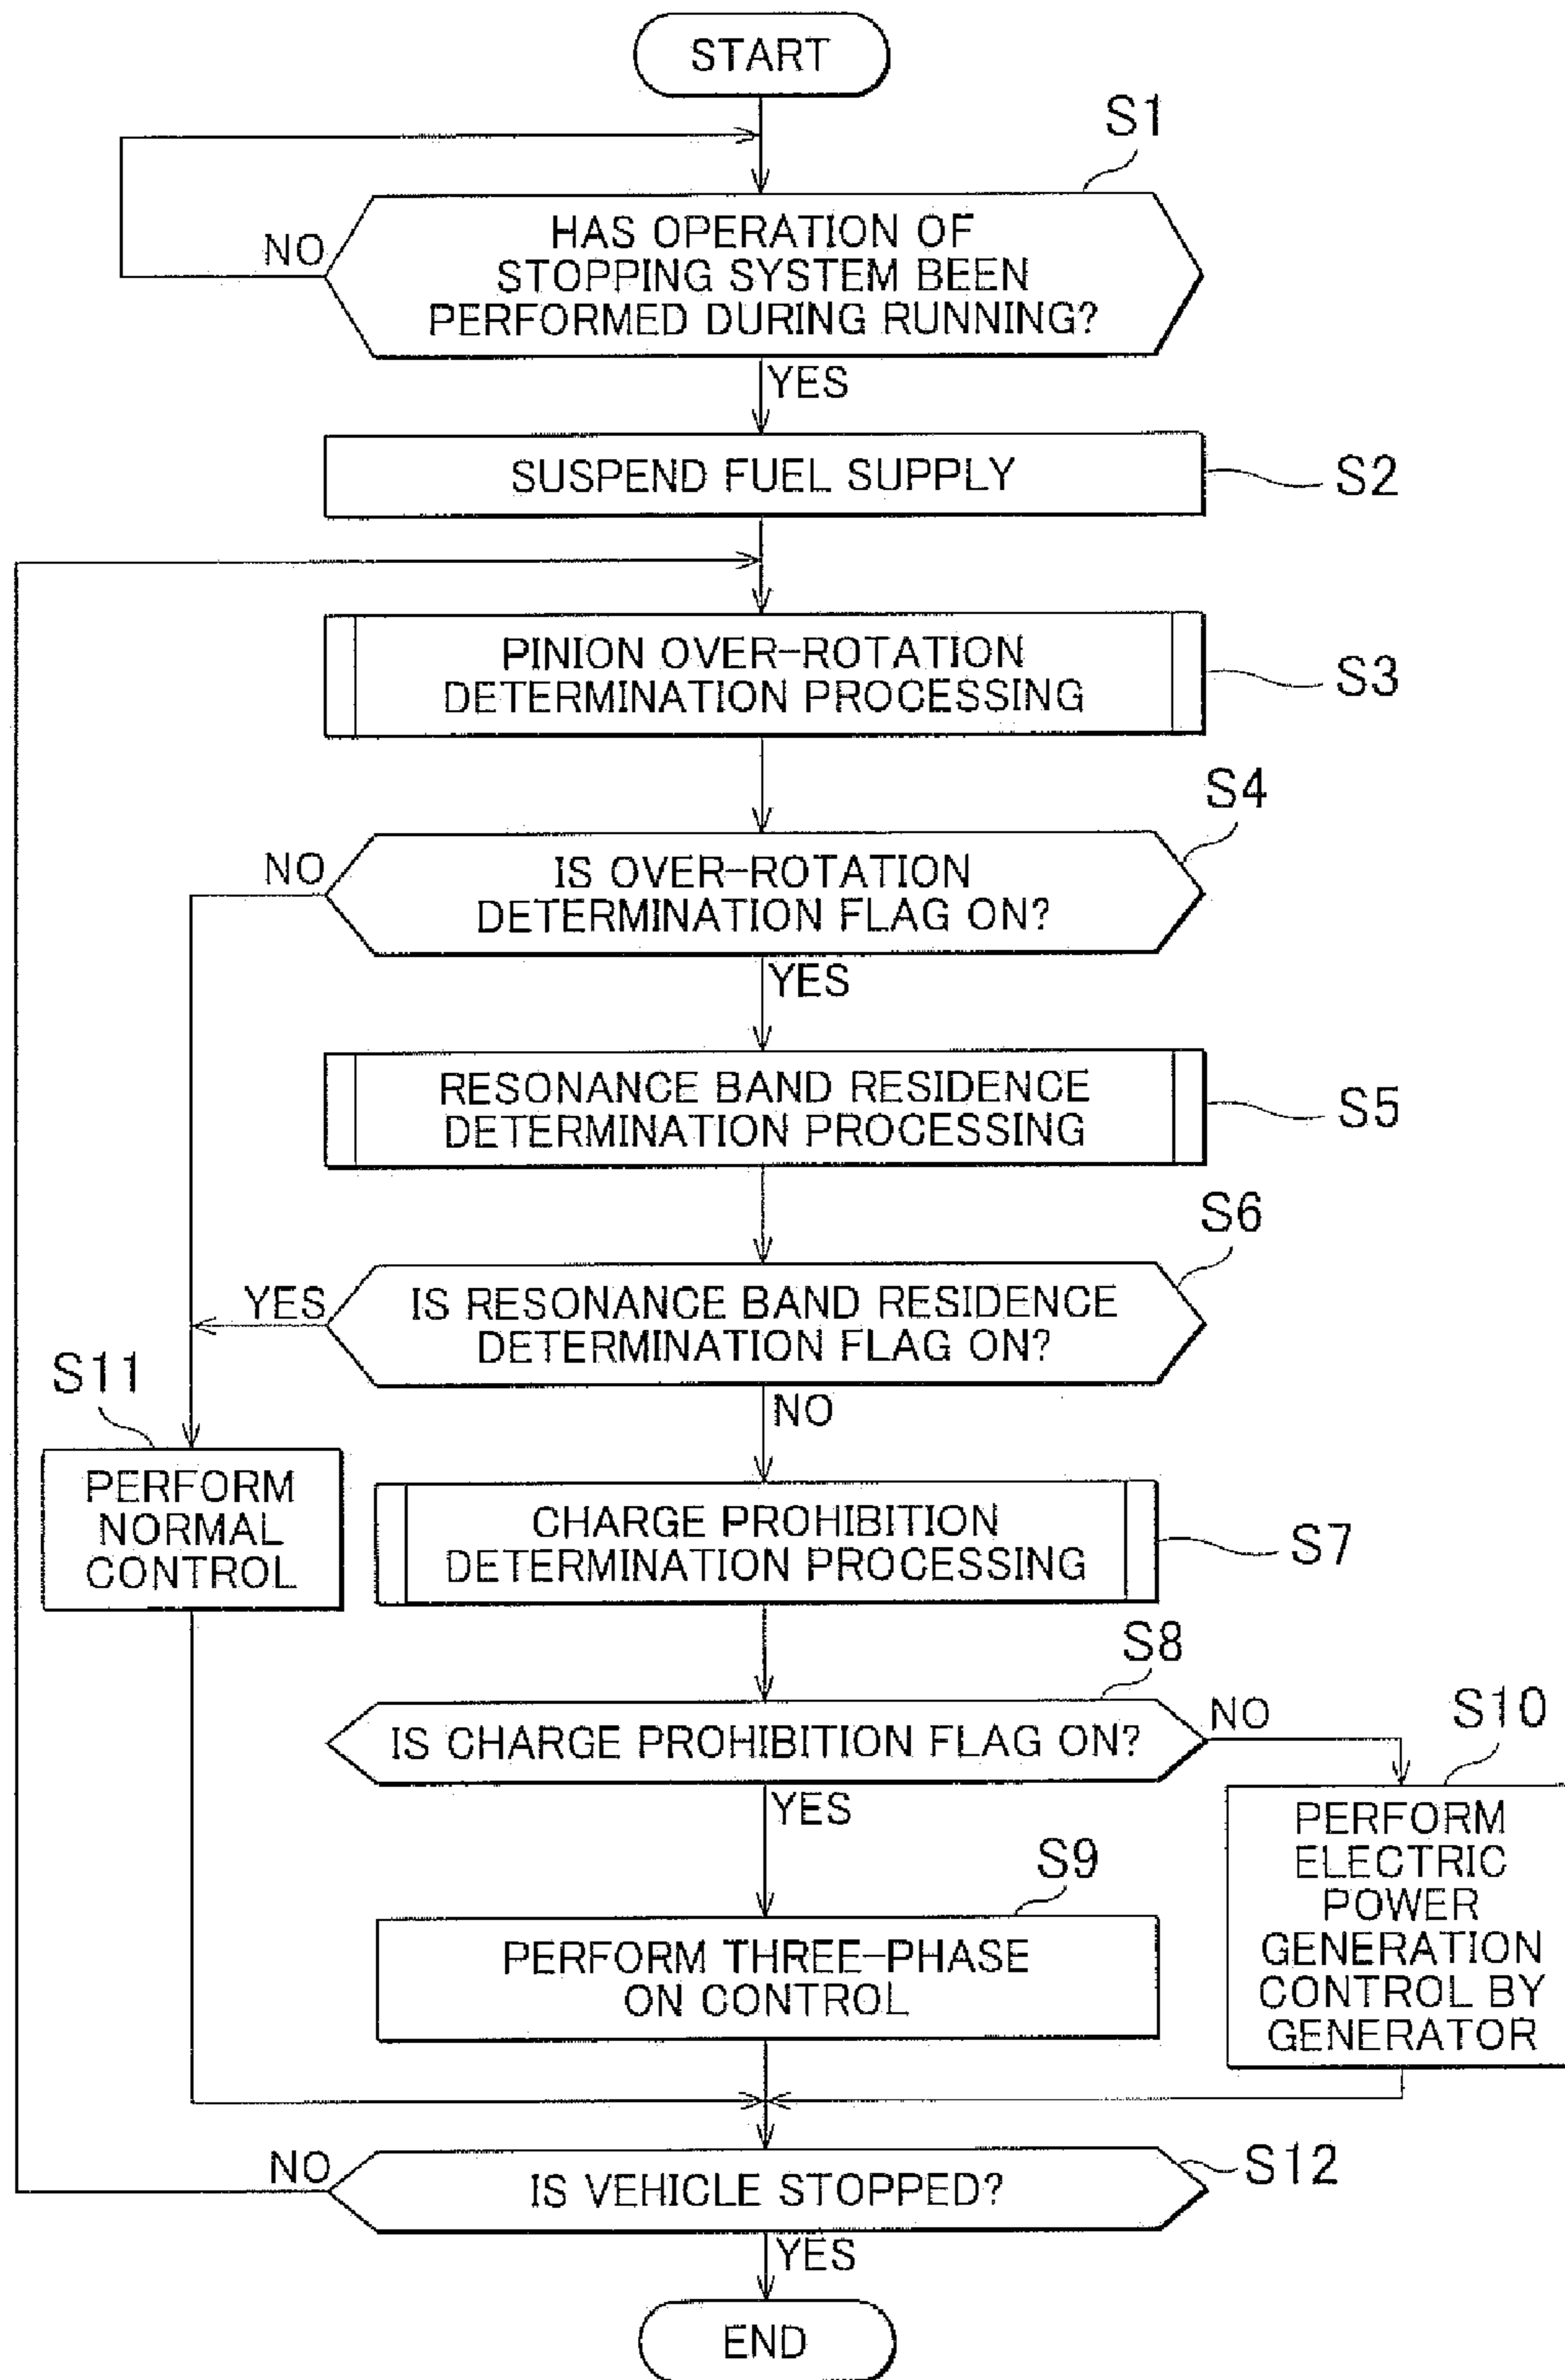 START
S1
HAS OPERATION OF
STOPPING SYSTEM BEEN
PERFORMED DURING RUNNING?
NO
YES
SUSPEND FUEL SUPPLY
S2
PINION OVER-ROTATION
DETERMINATION PROCESSING
S3
S4
NO
IS OVER-ROTATION
DETERMINATION FLAG ON?
YES
RESONANCE BAND RESIDENCE
DETERMINATION PROCESSING
S5
S6
YES
IS RESONANCE BAND RESIDENCE
DETERMINATION FLAG ON?
NO
S11
PERFORM
NORMAL
CONTROL
CHARGE PROHIBITION
DETERMINATION PROCESSING
S7
S8
IS CHARGE PROHIBITION FLAG ON?
NO
YES
S10
PERFORM
ELECTRIC
POWER
GENERATION
CONTROL BY
GENERATOR
S9
PERFORM THREE-PHASE
ON CONTROL
NO
IS VEHICLE STOPPED?
S12
YES
END